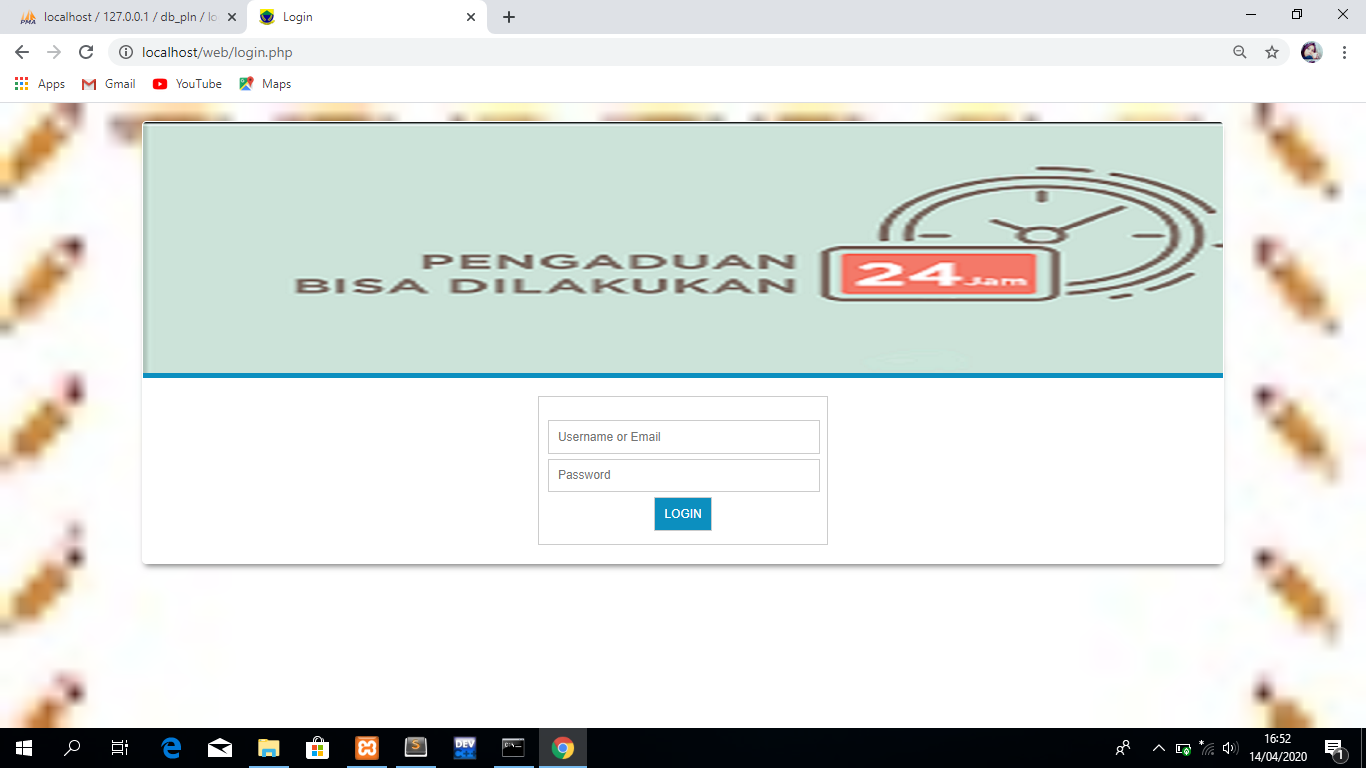 localhost / 127.0.0.1 / db_pln / lo
Login
localhost/web/login.php
Apps
Gmail
YouTube
Maps
PENGADUAN
BISA DILAKUKAN
24 Jam
Username or Email
Password
LOGIN
16:52
14/04/2020
1